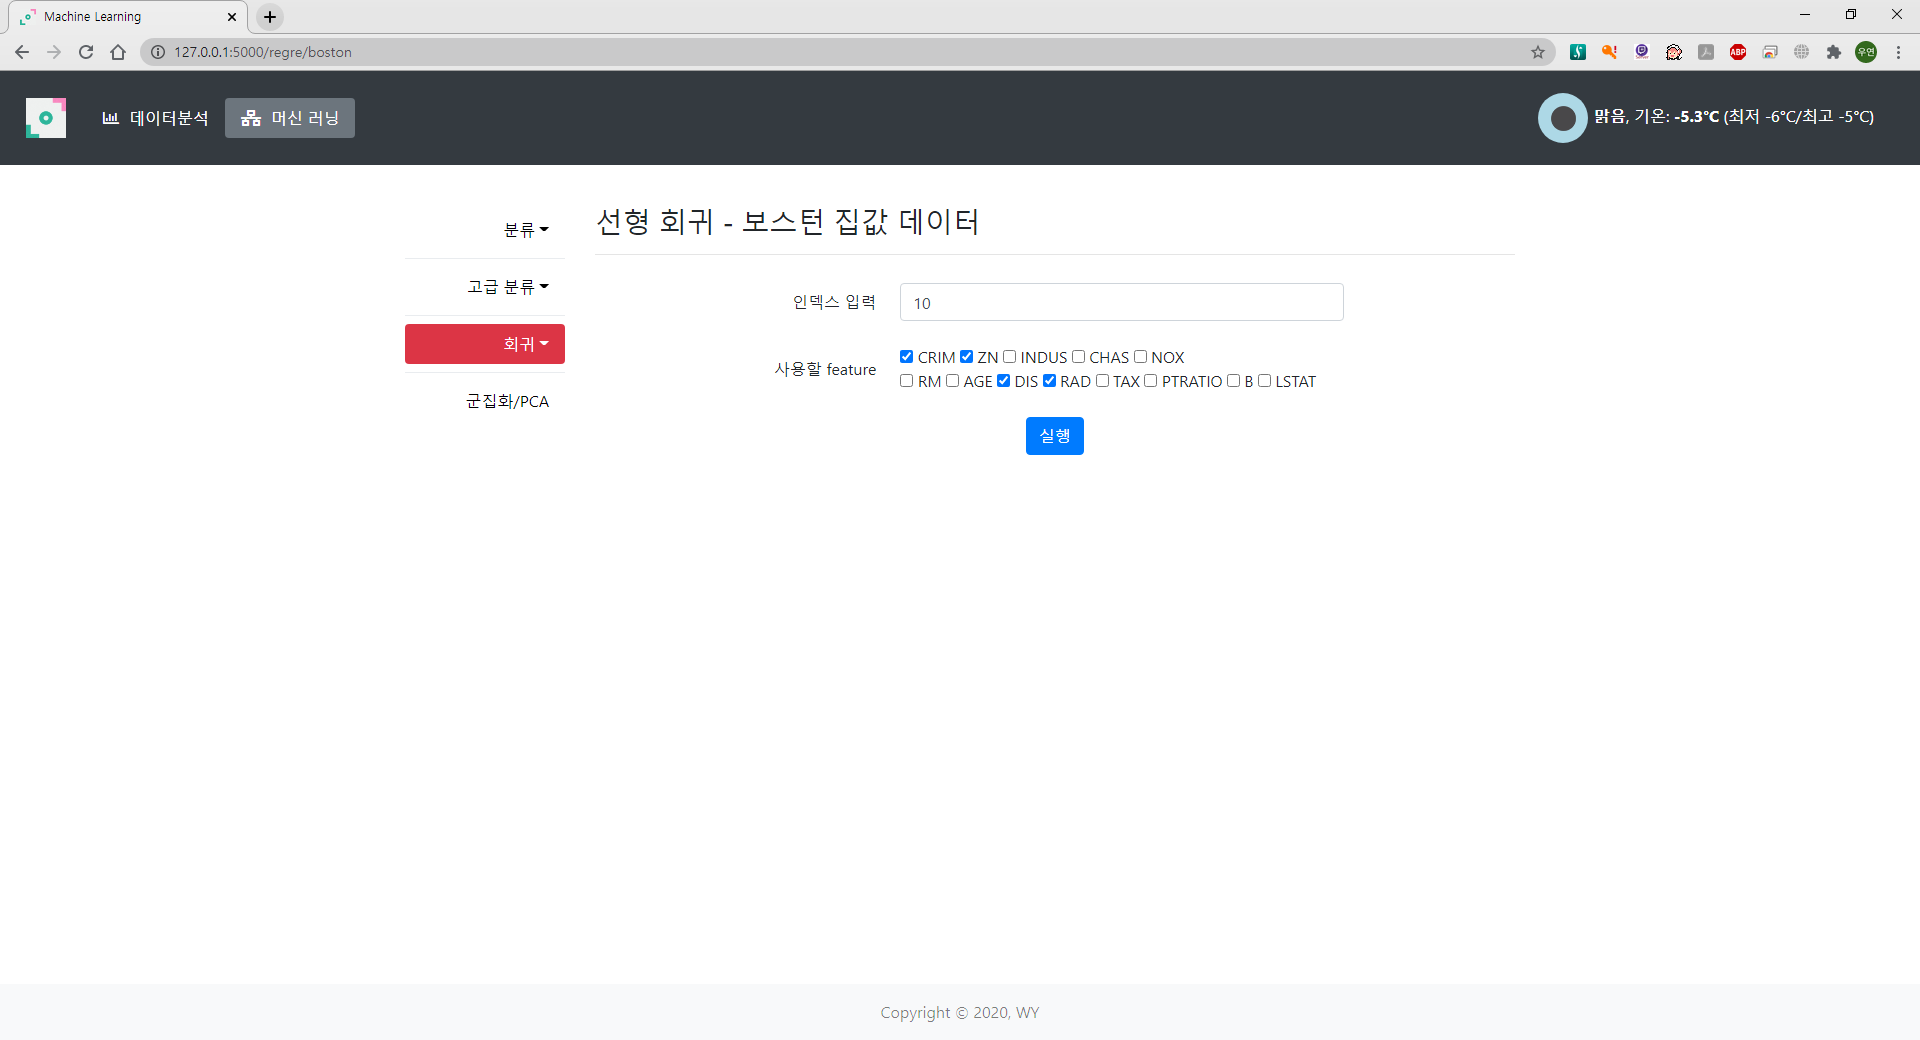 Machine Learning
127.0.0.1:5000/regre/boston
ABP
우연
데이터분석
머신 러닝
맑음, 기온: -5.3℃ (최저 -6℃/최고 -5℃)
분류
고급 분류
회귀
군집화/PCA
선형 회귀 - 보스턴 집값 데이터
인덱스 입력
10
사용할 feature
CRIM ZN INDUS CHAS NOX
RM AGE DIS RAD TAX PTRATIO B LSTAT
실행
Copyright © 2020, WY